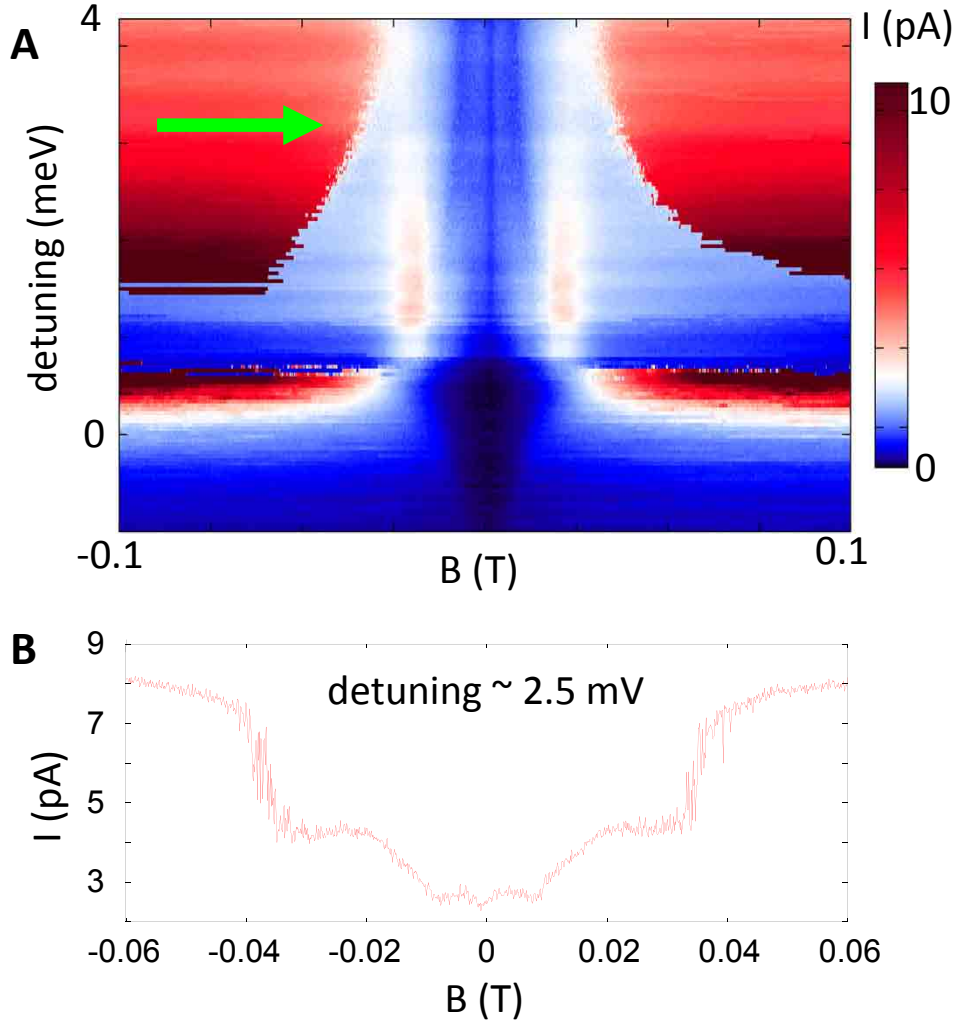 A
4
I (pA)
10
detuning (meV)
0
0
-0.1
0.1
B (T)
B
9
detuning ~ 2.5 mV
7
I (pA)
5
3
-0.06
-0.04
-0.02
0
0.02
0.04
0.06
B (T)